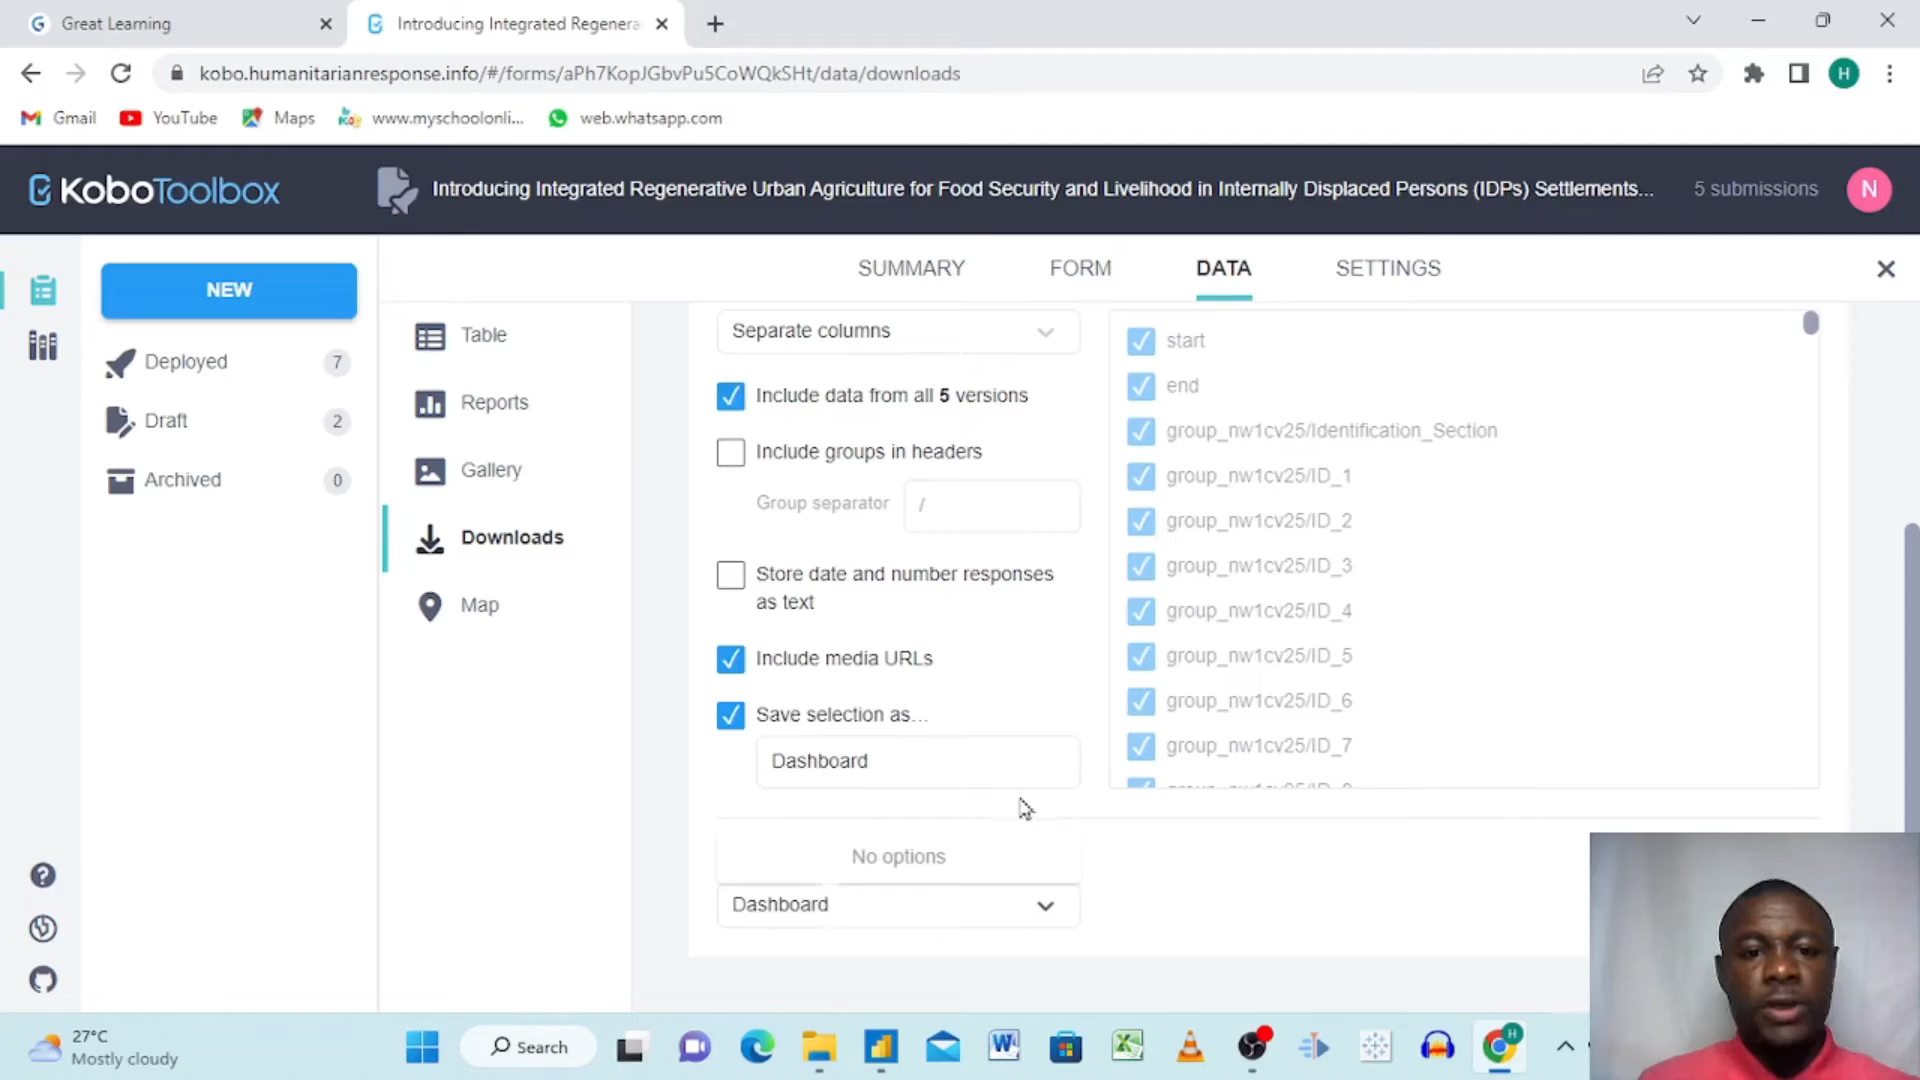 Great Learning
Introducing Integrated Regenera
kobo.humanitarianresponse.info/#/forms/aPh7KopJGbvPu5CoWQkSHt/data/downloads
H
Gmail
YouTube
Maps
www.myschoolonli...
web.whatsapp.com
KoboToolbox
Introducing Integrated Regenerative Urban Agriculture for Food Security and Livelihood in Internally Displaced Persons (IDPs) Settlements...
5 submissions
N
NEW
Deployed 7
Draft 2
Archived 0
SUMMARY
FORM
DATA
SETTINGS
Table
Reports
Gallery
Downloads
Map
Separate columns
Include data from all 5 versions
Include groups in headers
Group separator /
Store date and number responses
as text
Include media URLs
Save selection as...
Dashboard
No options
Dashboard
start
end
group_nw1cv25/Identification_Section
group_nw1cv25/ID_1
group_nw1cv25/ID_2
group_nw1cv25/ID_3
group_nw1cv25/ID_4
group_nw1cv25/ID_5
group_nw1cv25/ID_6
group_nw1cv25/ID_7
27°C
Mostly cloudy
Search